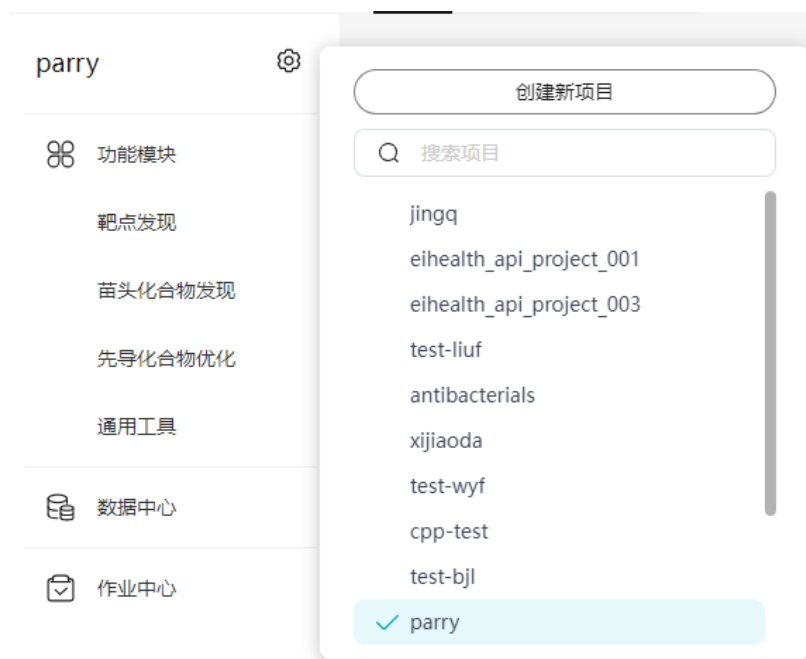 parry
功能模块
靶点发现
苗头化合物发现
先导化合物优化
通用工具
数据中心
作业中心
创建新项目
搜索项目
jingq
eihealth_api_project_001
eihealth_api_project_003
test-liuf
antibacterials
xijiaoda
test-wyf
cpp-test
test-bjl
parry